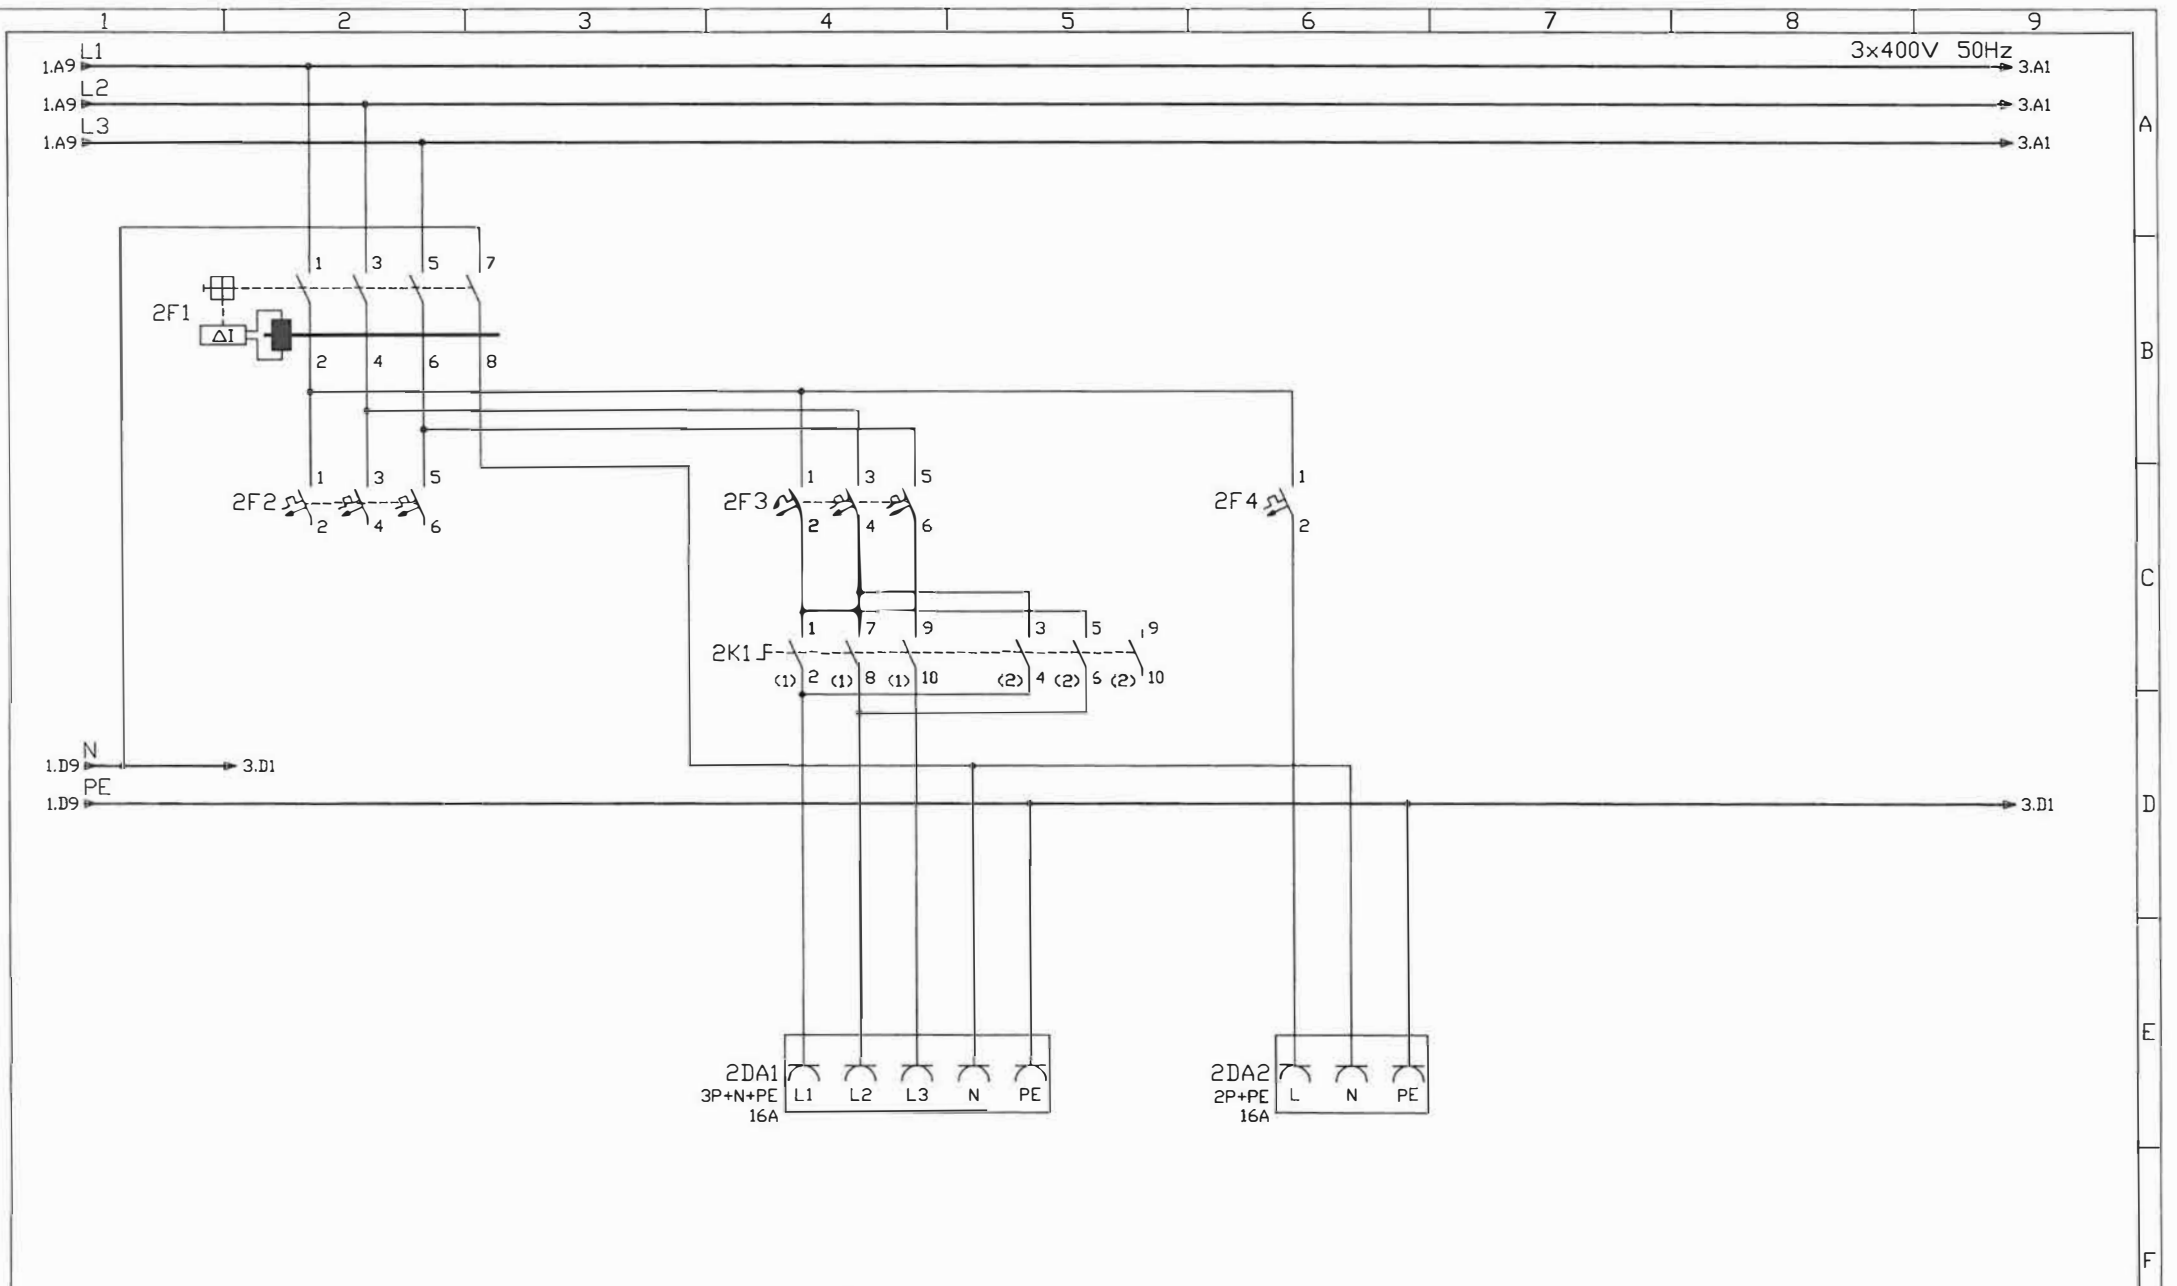 1 2 3 4 5 6 7 8 9
L1 3x400V 50Hz
1.A9 3.A1
L2
1.A9 3.A1
L3
1.A9 3.A1
A
1 3 5 7
2F1
ΔI
2 4 6 8
B
1 3 5 1 3 5 1
2F2 2F3 2F4
2 4 6 2 4 6 2
C
1 7 9 3 5 9
2K1
(1) 2 (1) 8 (1) 10 (2) 4 (2) 6 (2) 10
N
1.D9 3.D1
PE
1.D9 3.D1
D
E
2DA1 2DA2
3P+N+PE L1 L2 L3 N PE 2P+PE L N PE
16A 16A
F